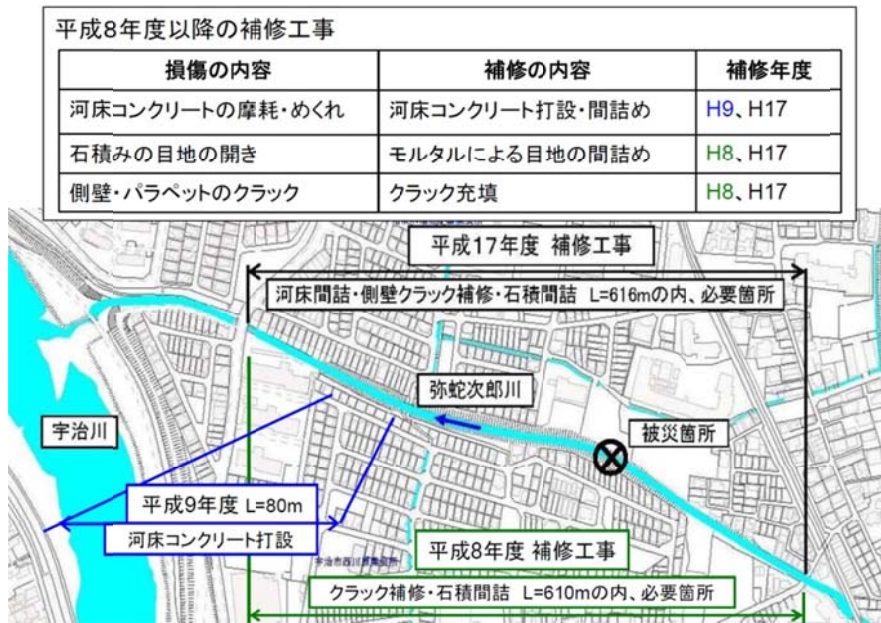 平成8年度以降の補修工事
損傷の内容 補修の内容 補修年度
河床コンクリートの摩耗・めくれ 河床コンクリート打設・間詰め H9、H17
石積みの目地の開き モルタルによる目地の間詰め H8、H17
側壁・パラペットのクラック クラック充填 H8、H17
平成17年度 補修工事
河床間詰・側壁クラック補修・石積間詰 L=616mの内、必要箇所
弥蛇次郎川
被災箇所
宇治川
平成9年度 L=80m
河床コンクリート打設
平成8年度 補修工事
クラック補修・石積間詰 L=610mの内、必要箇所